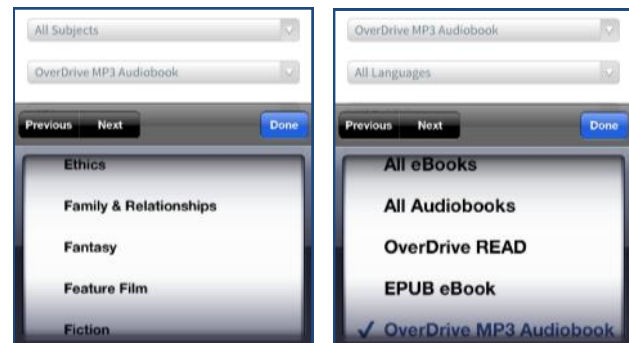 All Subjects
OverDrive MP3 Audiobook
Previous Next Done
Ethics
Family & Relationships
Fantasy
Feature Film
Fiction
OverDrive MP3 Audiobook
All Languages
Previous Next Done
All eBooks
All Audiobooks
OverDrive READ
EPUB eBook
✓ OverDrive MP3 Audiobook